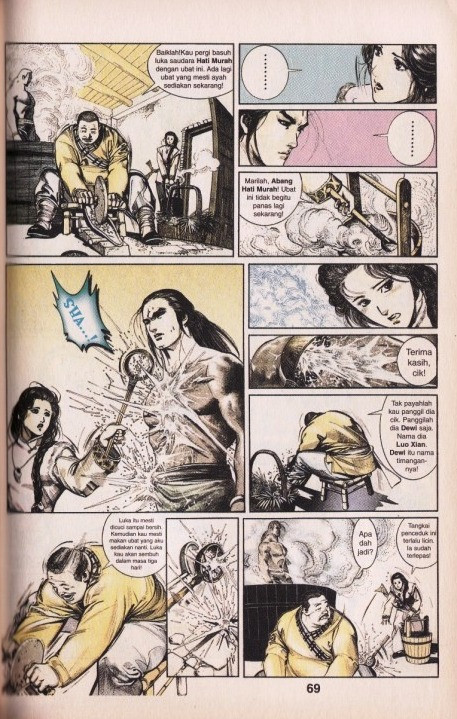 Baiklah!Kau pergi basuh
luka saudara Hati Murah
dengan ubat ini. Ada lagi
ubat yang mesti ayah
sediakan sekarang!
.........
.........
Marilah, Abang
Hati Murah! Ubat
ini tidak begitu
panas lagi
sekarang!
SHA...!
Terima
kasih,
cik!
Tak payahlah
kau panggil dia
cik. Panggillah
dia Dewi saja.
Nama dia
Luo Xian.
Dewi itu nama
timangan-
nya!
Luka itu mesti
dicuci sampai bersih.
Kemudian kau mesti
makan ubat yang aku
sediakan nanti. Luka
kau akan sembuh
dalam masa tiga
hari!
Apa
dah
jadi?
Tangkai
penceduk ini
terlalu licin.
Ia sudah
terlepas!
69